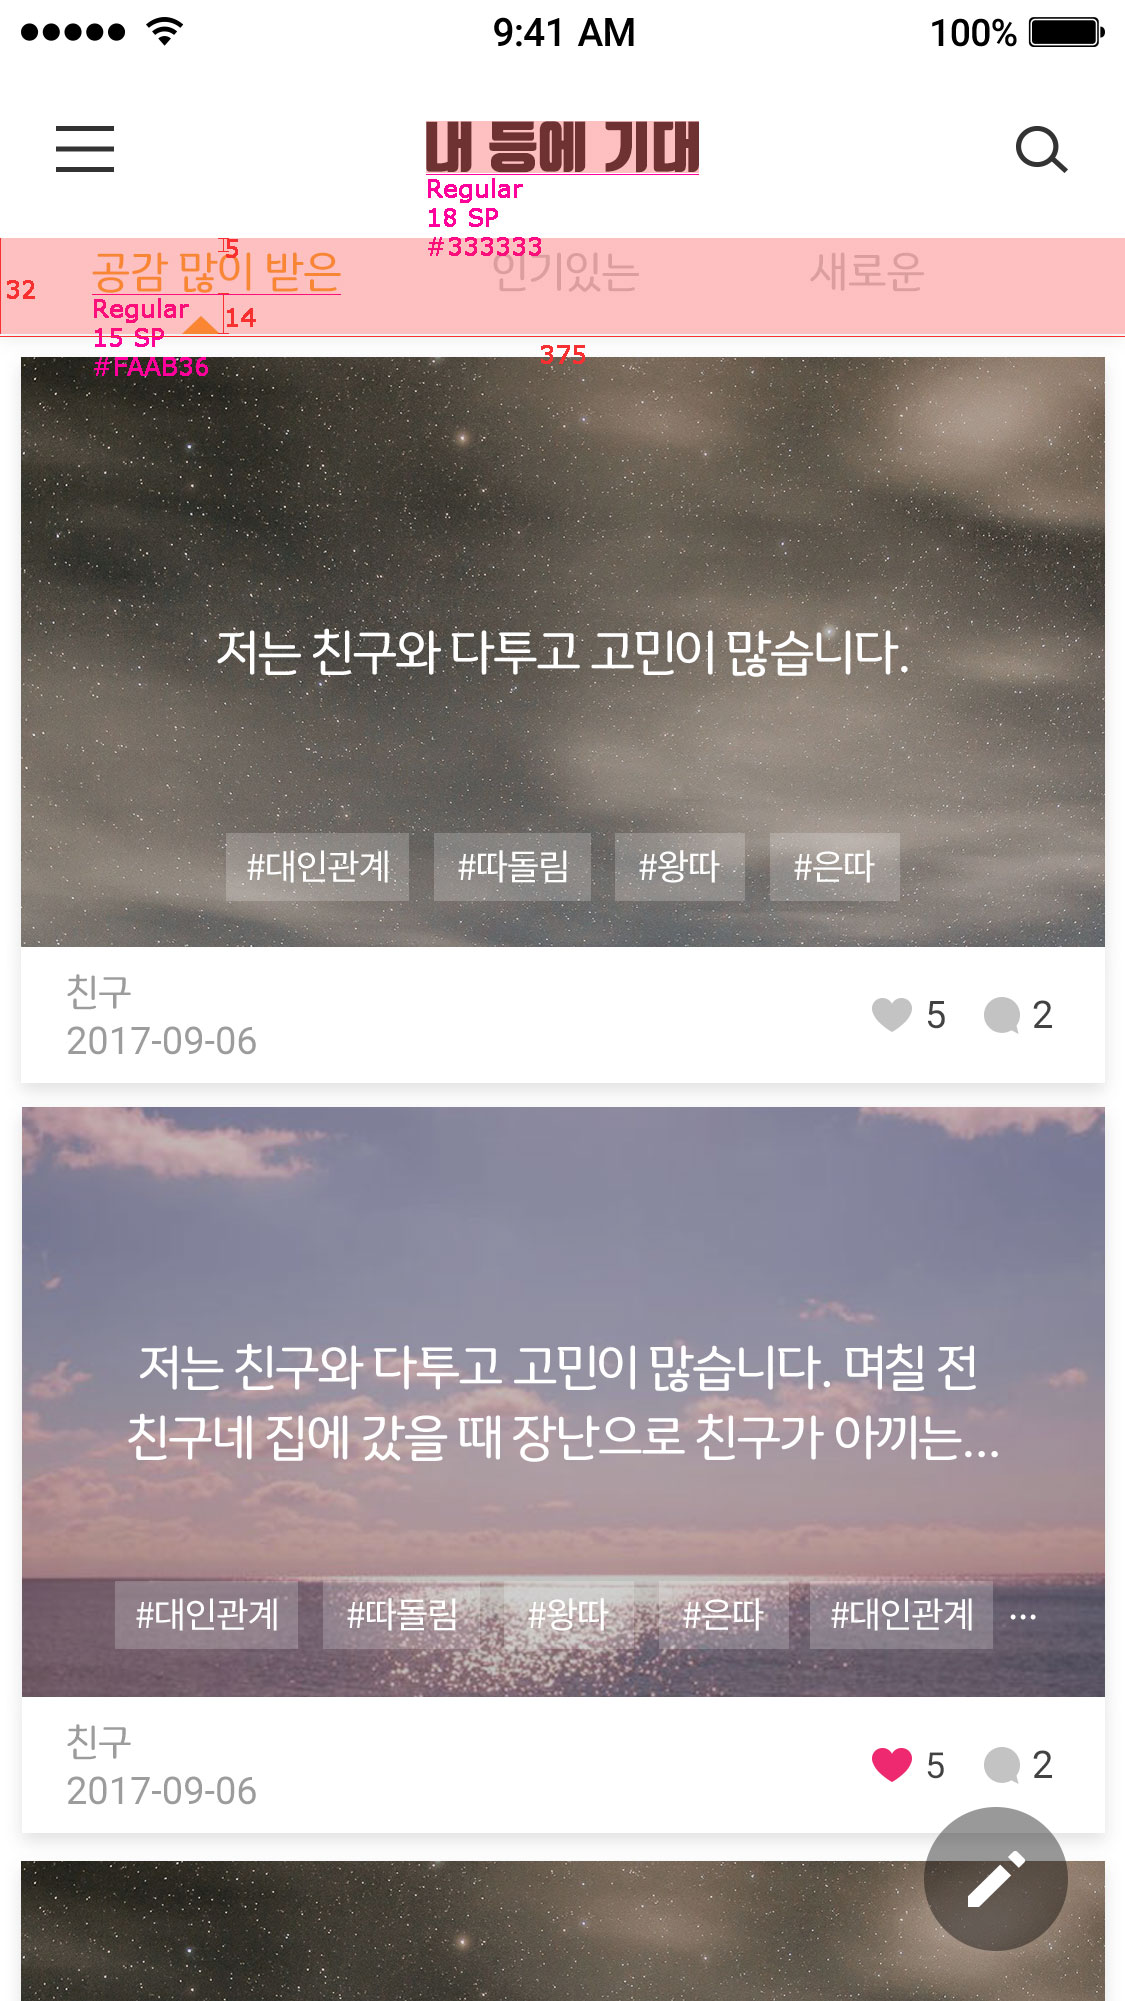 9:41 AM
100%
내 등에 기대
Regular
18 SP
#333333
5
공감 많이 받은
인기있는
새로운
32
Regular
14
15 SP
#FAAB36
375
저는 친구와 다투고 고민이 많습니다.
#대인관계 #따돌림 #왕따 #은따
친구
2017-09-06
5 2
저는 친구와 다투고 고민이 많습니다. 며칠 전
친구네 집에 갔을 때 장난으로 친구가 아끼는...
#대인관계 #따돌림 #왕따 #은따 #대인관계 ...
친구
2017-09-06
5 2